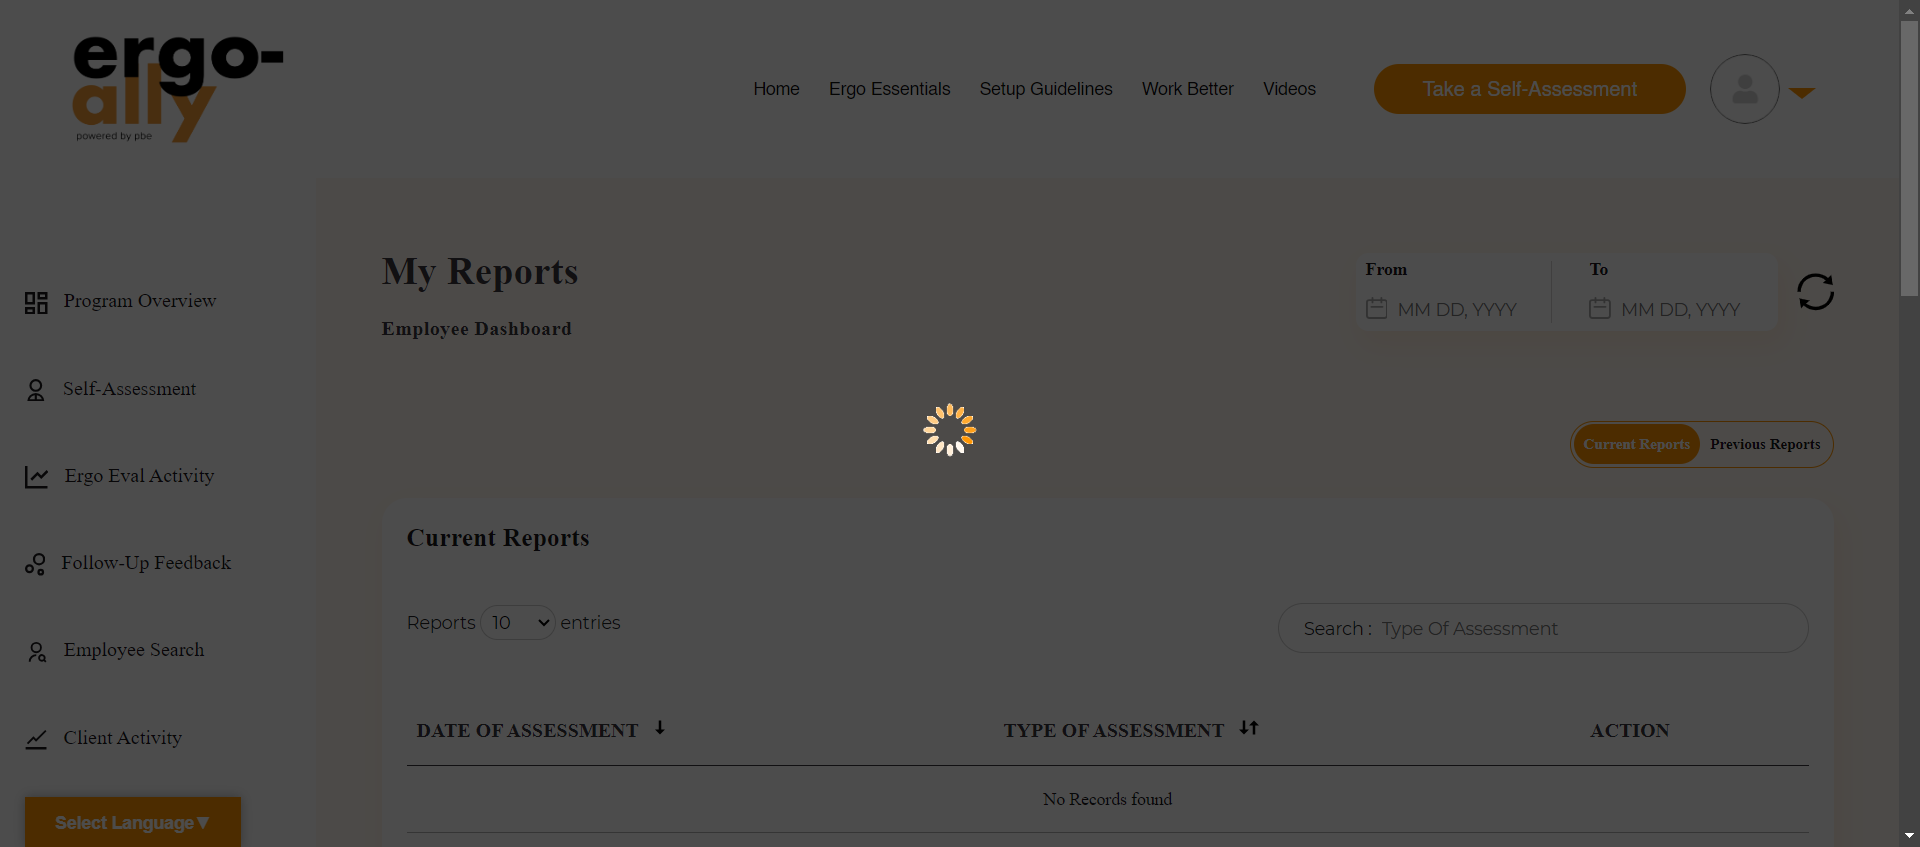 ergo-
ally
powered by pbe
Home
Ergo Essentials
Setup Guidelines
Work Better
Videos
Take a Self-Assessment
Program Overview
Self-Assessment
Ergo Eval Activity
Follow-Up Feedback
Employee Search
Client Activity
Select Language▼
My Reports
Employee Dashboard
From
MM DD, YYYY
To
MM DD, YYYY
Current Reports
Previous Reports
Current Reports
Reports 10 entries
Search : Type Of Assessment
DATE OF ASSESSMENT
TYPE OF ASSESSMENT
ACTION
No Records found